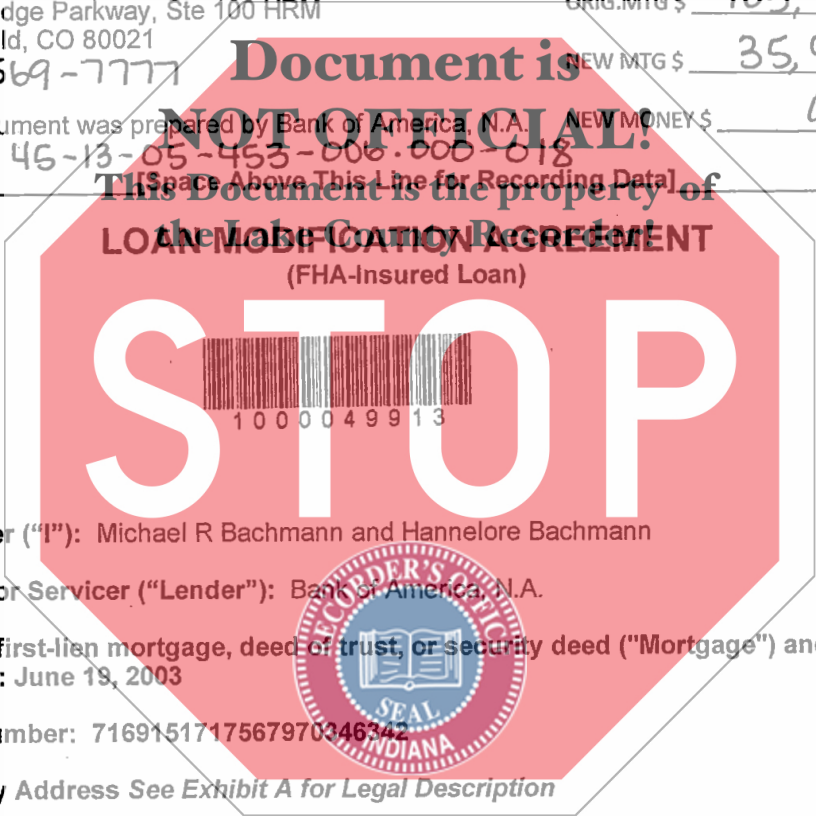 dge Parkway, Ste 100 HRM
ld, CO 80021
569-7777
NEW MTG $ 35,
Document is
NOT OFFICIAL!
ument was prepared by Bank of America, N.A. NEW MONEY $
45-13-05-453-006.000-018
This Document is the property of
[Space Above This Line for Recording Data]
the Lake County Recorder!
LOAN MODIFICATION AGREEMENT
(FHA-Insured Loan)
STOP
1000049913
r (“I”): Michael R Bachmann and Hannelore Bachmann
or Servicer (“Lender”): Bank of America, N.A.
first-lien mortgage, deed of trust, or security deed ("Mortgage") and
: June 19, 2003
mber: 7169151717567970346342
RECORDER'S OFFICE
SEAL
INDIANA
y Address See Exhibit A for Legal Description